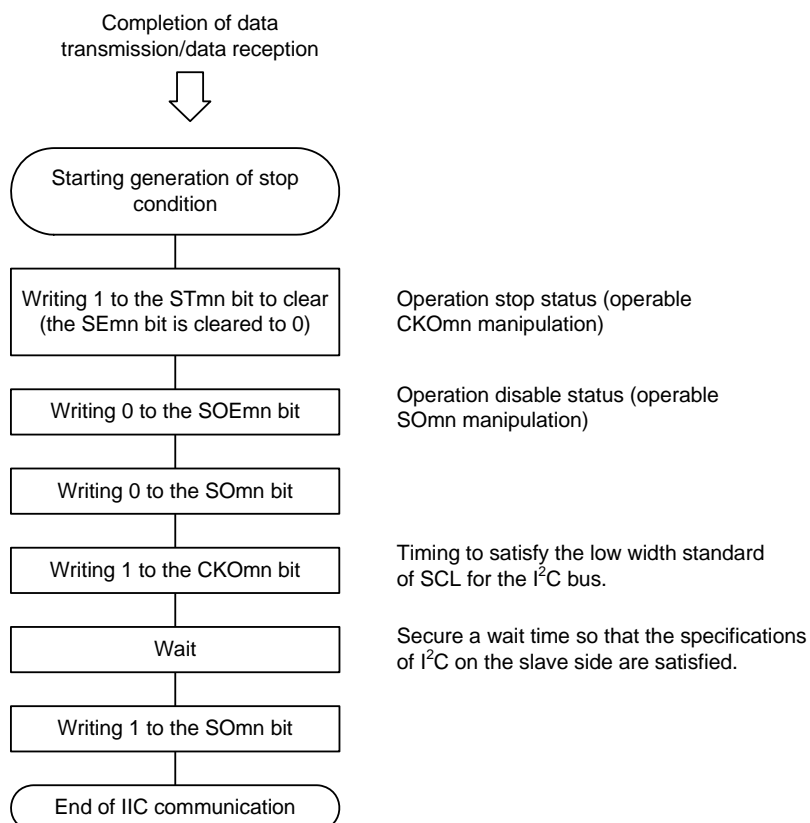 Completion of data
transmission/data reception
Starting generation of stop
condition
Writing 1 to the STmn bit to clear
(the SEmn bit is cleared to 0)
Operation stop status (operable
CKOmn manipulation)
Writing 0 to the SOEmn bit
Operation disable status (operable
SOmn manipulation)
Writing 0 to the SOmn bit
Writing 1 to the CKOmn bit
Timing to satisfy the low width standard
of SCL for the I²C bus.
Wait
Secure a wait time so that the specifications
of I²C on the slave side are satisfied.
Writing 1 to the SOmn bit
End of IIC communication